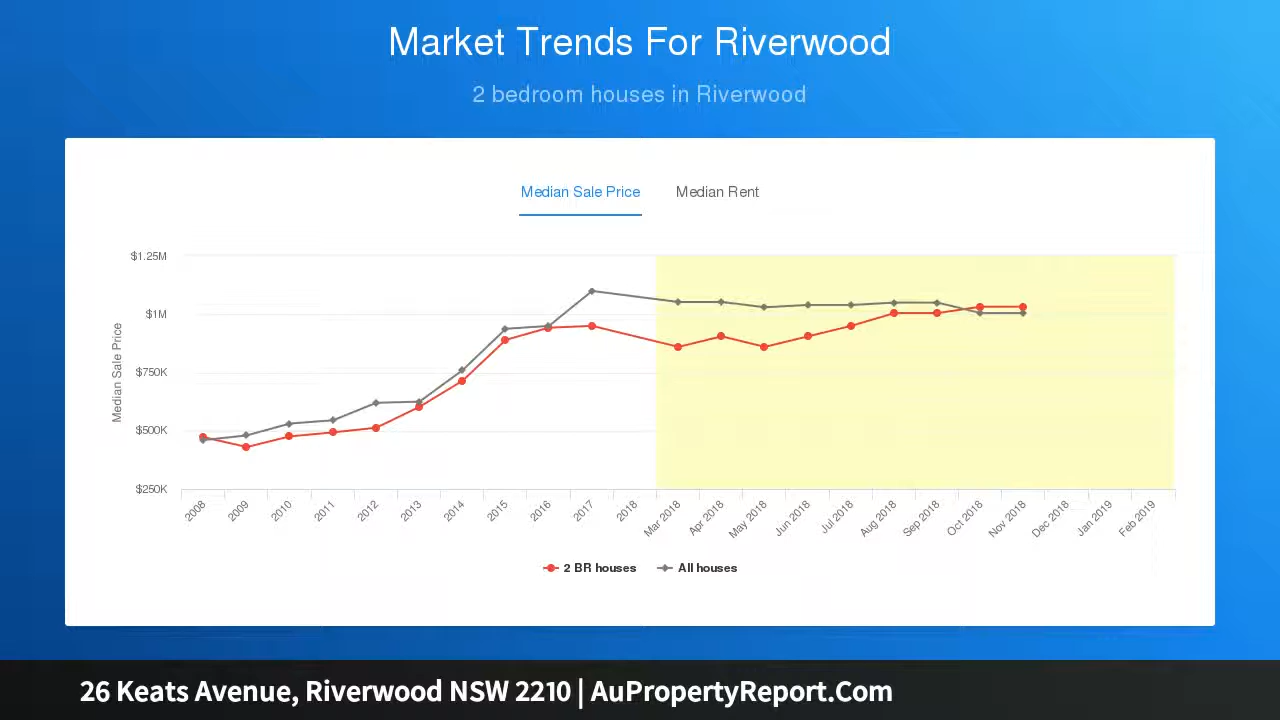 Market Trends For Riverwood
2 bedroom houses in Riverwood
Median Sale Price Median Rent
$1.25M
$1M
$750K
$500K
$250K
Median Sale Price
2008 2009 2010 2011 2012 2013 2014 2015 2016 2017 2018 Mar 2018 Apr 2018 May 2018 Jun 2018 Jul 2018 Aug 2018 Sep 2018 Oct 2018 Nov 2018 Dec 2018 Jan 2019 Feb 2019
2 BR houses All houses
26 Keats Avenue, Riverwood NSW 2210 | AuPropertyReport.Com